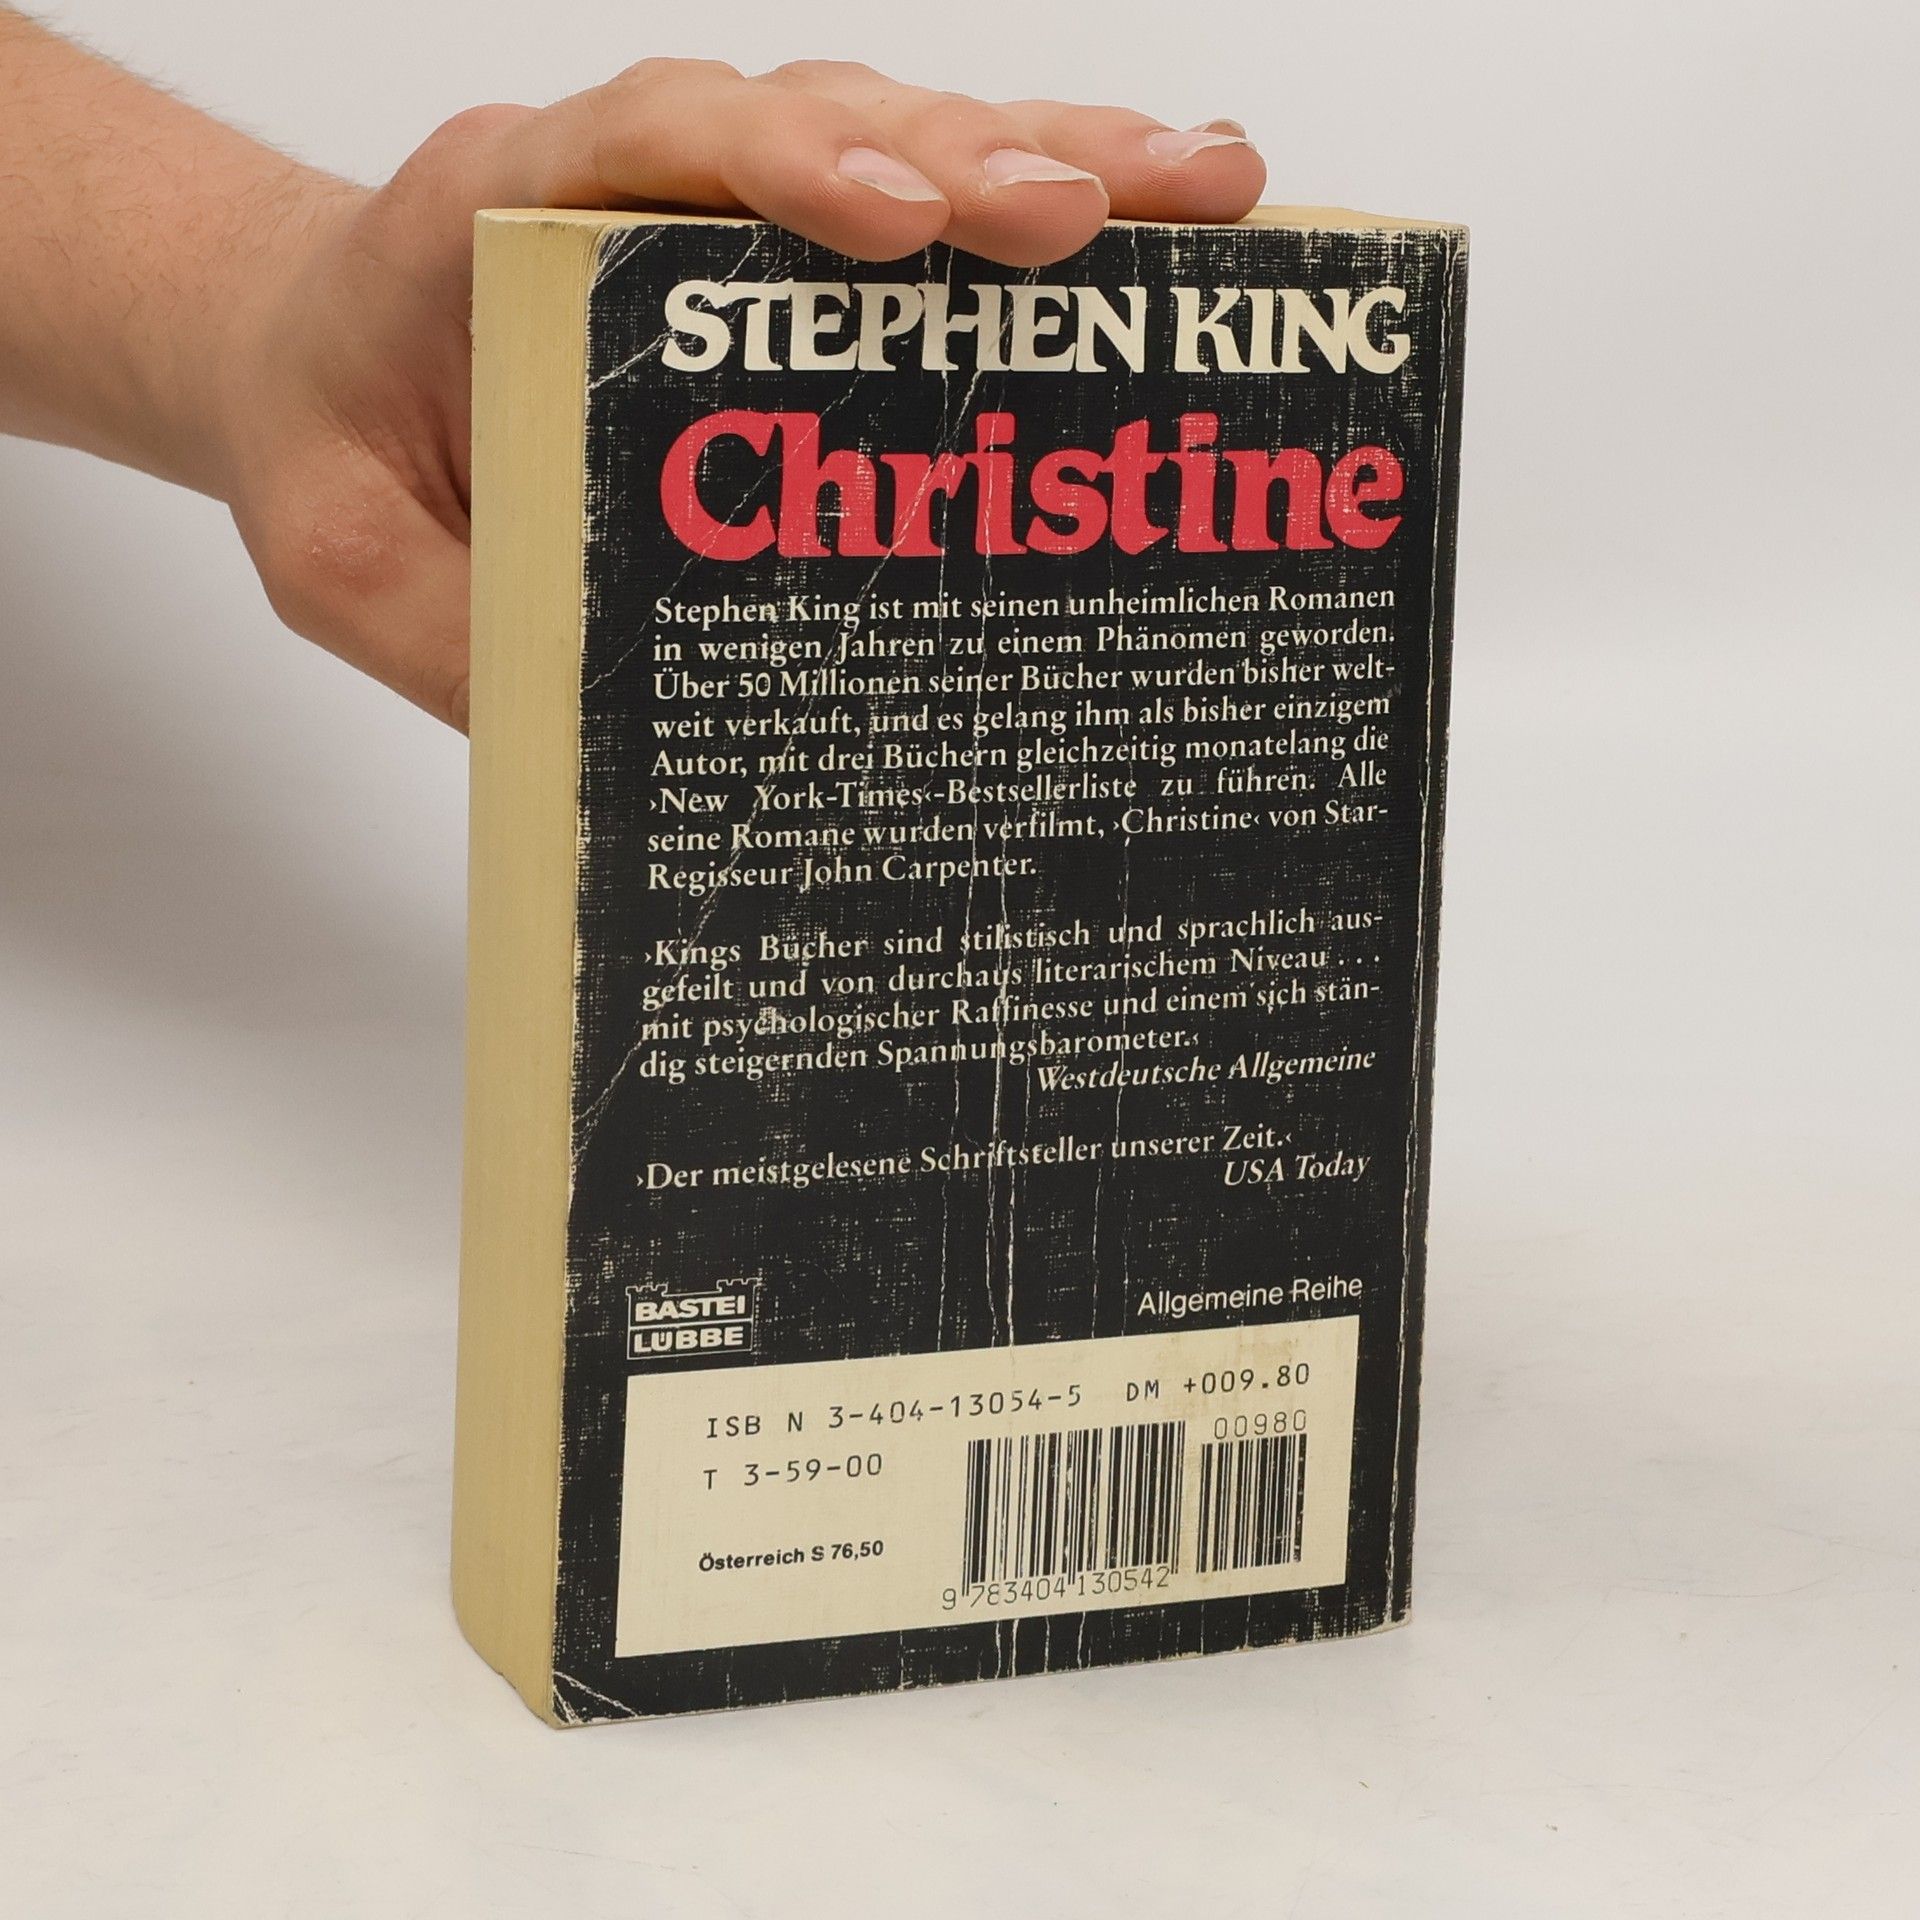 STEPHEN KING
Christine
Stephen King ist mit seinen unheimlichen Romanen
in wenigen Jahren zu einem Phänomen geworden.
Über 50 Millionen seiner Bücher wurden bisher welt-
weit verkauft, und es gelang ihm als bisher einzigem
Autor, mit drei Büchern gleichzeitig monatelang die
›New York-Times‹-Bestsellerliste zu führen. Alle
seine Romane wurden verfilmt, ›Christine‹ von Star-
Regisseur John Carpenter.
›Kings Bücher sind stilistisch und sprachlich aus-
gefeilt und von durchaus literarischem Niveau . . .
mit psychologischer Raffinesse und einem sich stän-
dig steigernden Spannungsbarometer.‹
Westdeutsche Allgemeine
›Der meistgelesene Schriftsteller unserer Zeit.‹
USA Today
BASTEI
LÜBBE
Allgemeine Reihe
ISB N 3-404-13054-5 DM +009.80
00980
T 3-59-00
Österreich S 76,50
9 783404 130542